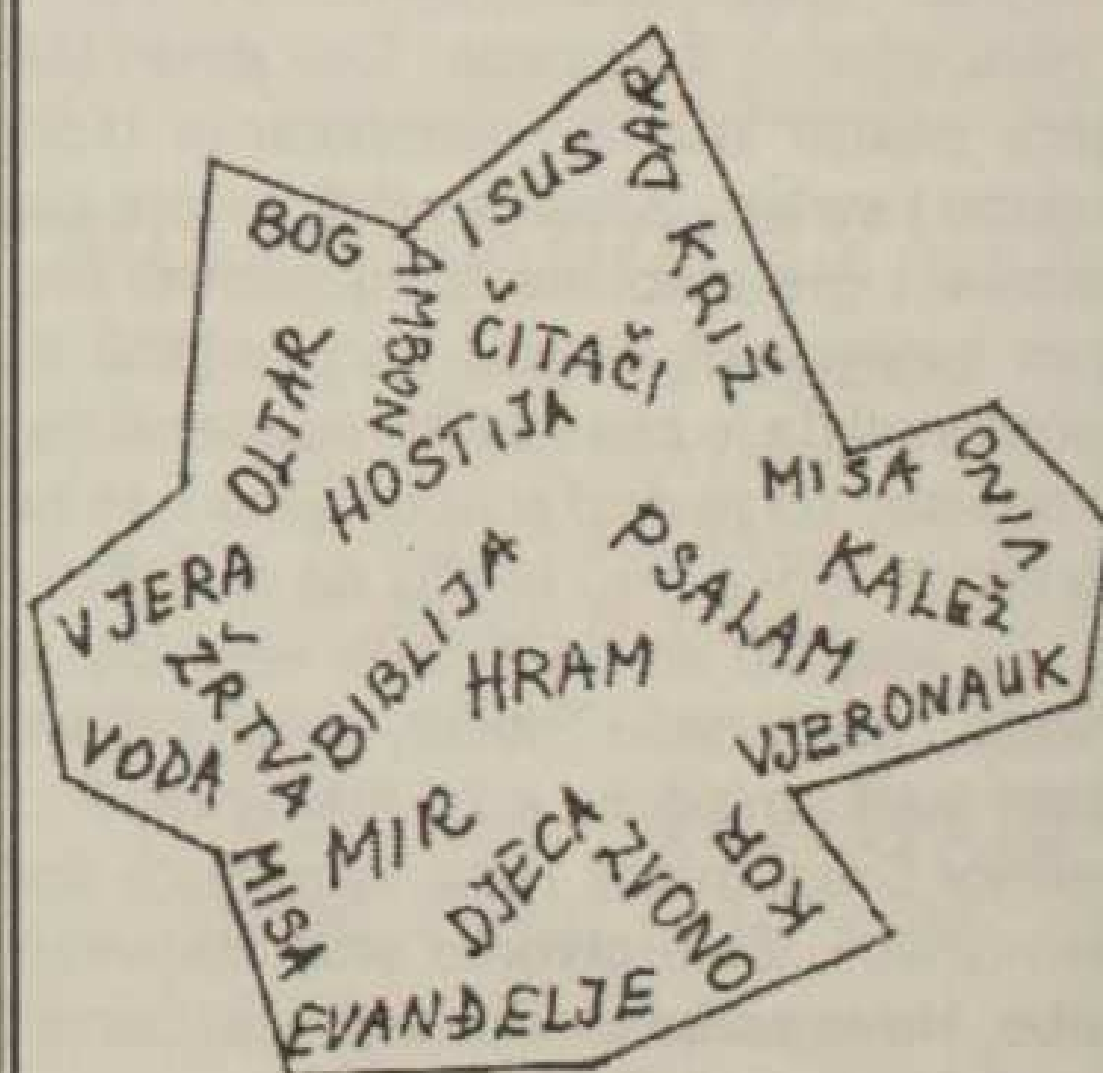 BOG
ISUS
DAR
AMBON
ČITAČI
KRIŽ
OLTAR
HOSTIJA
MISA
VINO
VJERA
BIBLIJA
PSALAM
KALEŽ
ŽRTVA
HRAM
VJERONAUK
VODA
MIR
DJECA
ZVONO
KOR
MISA
EVANĐELJE